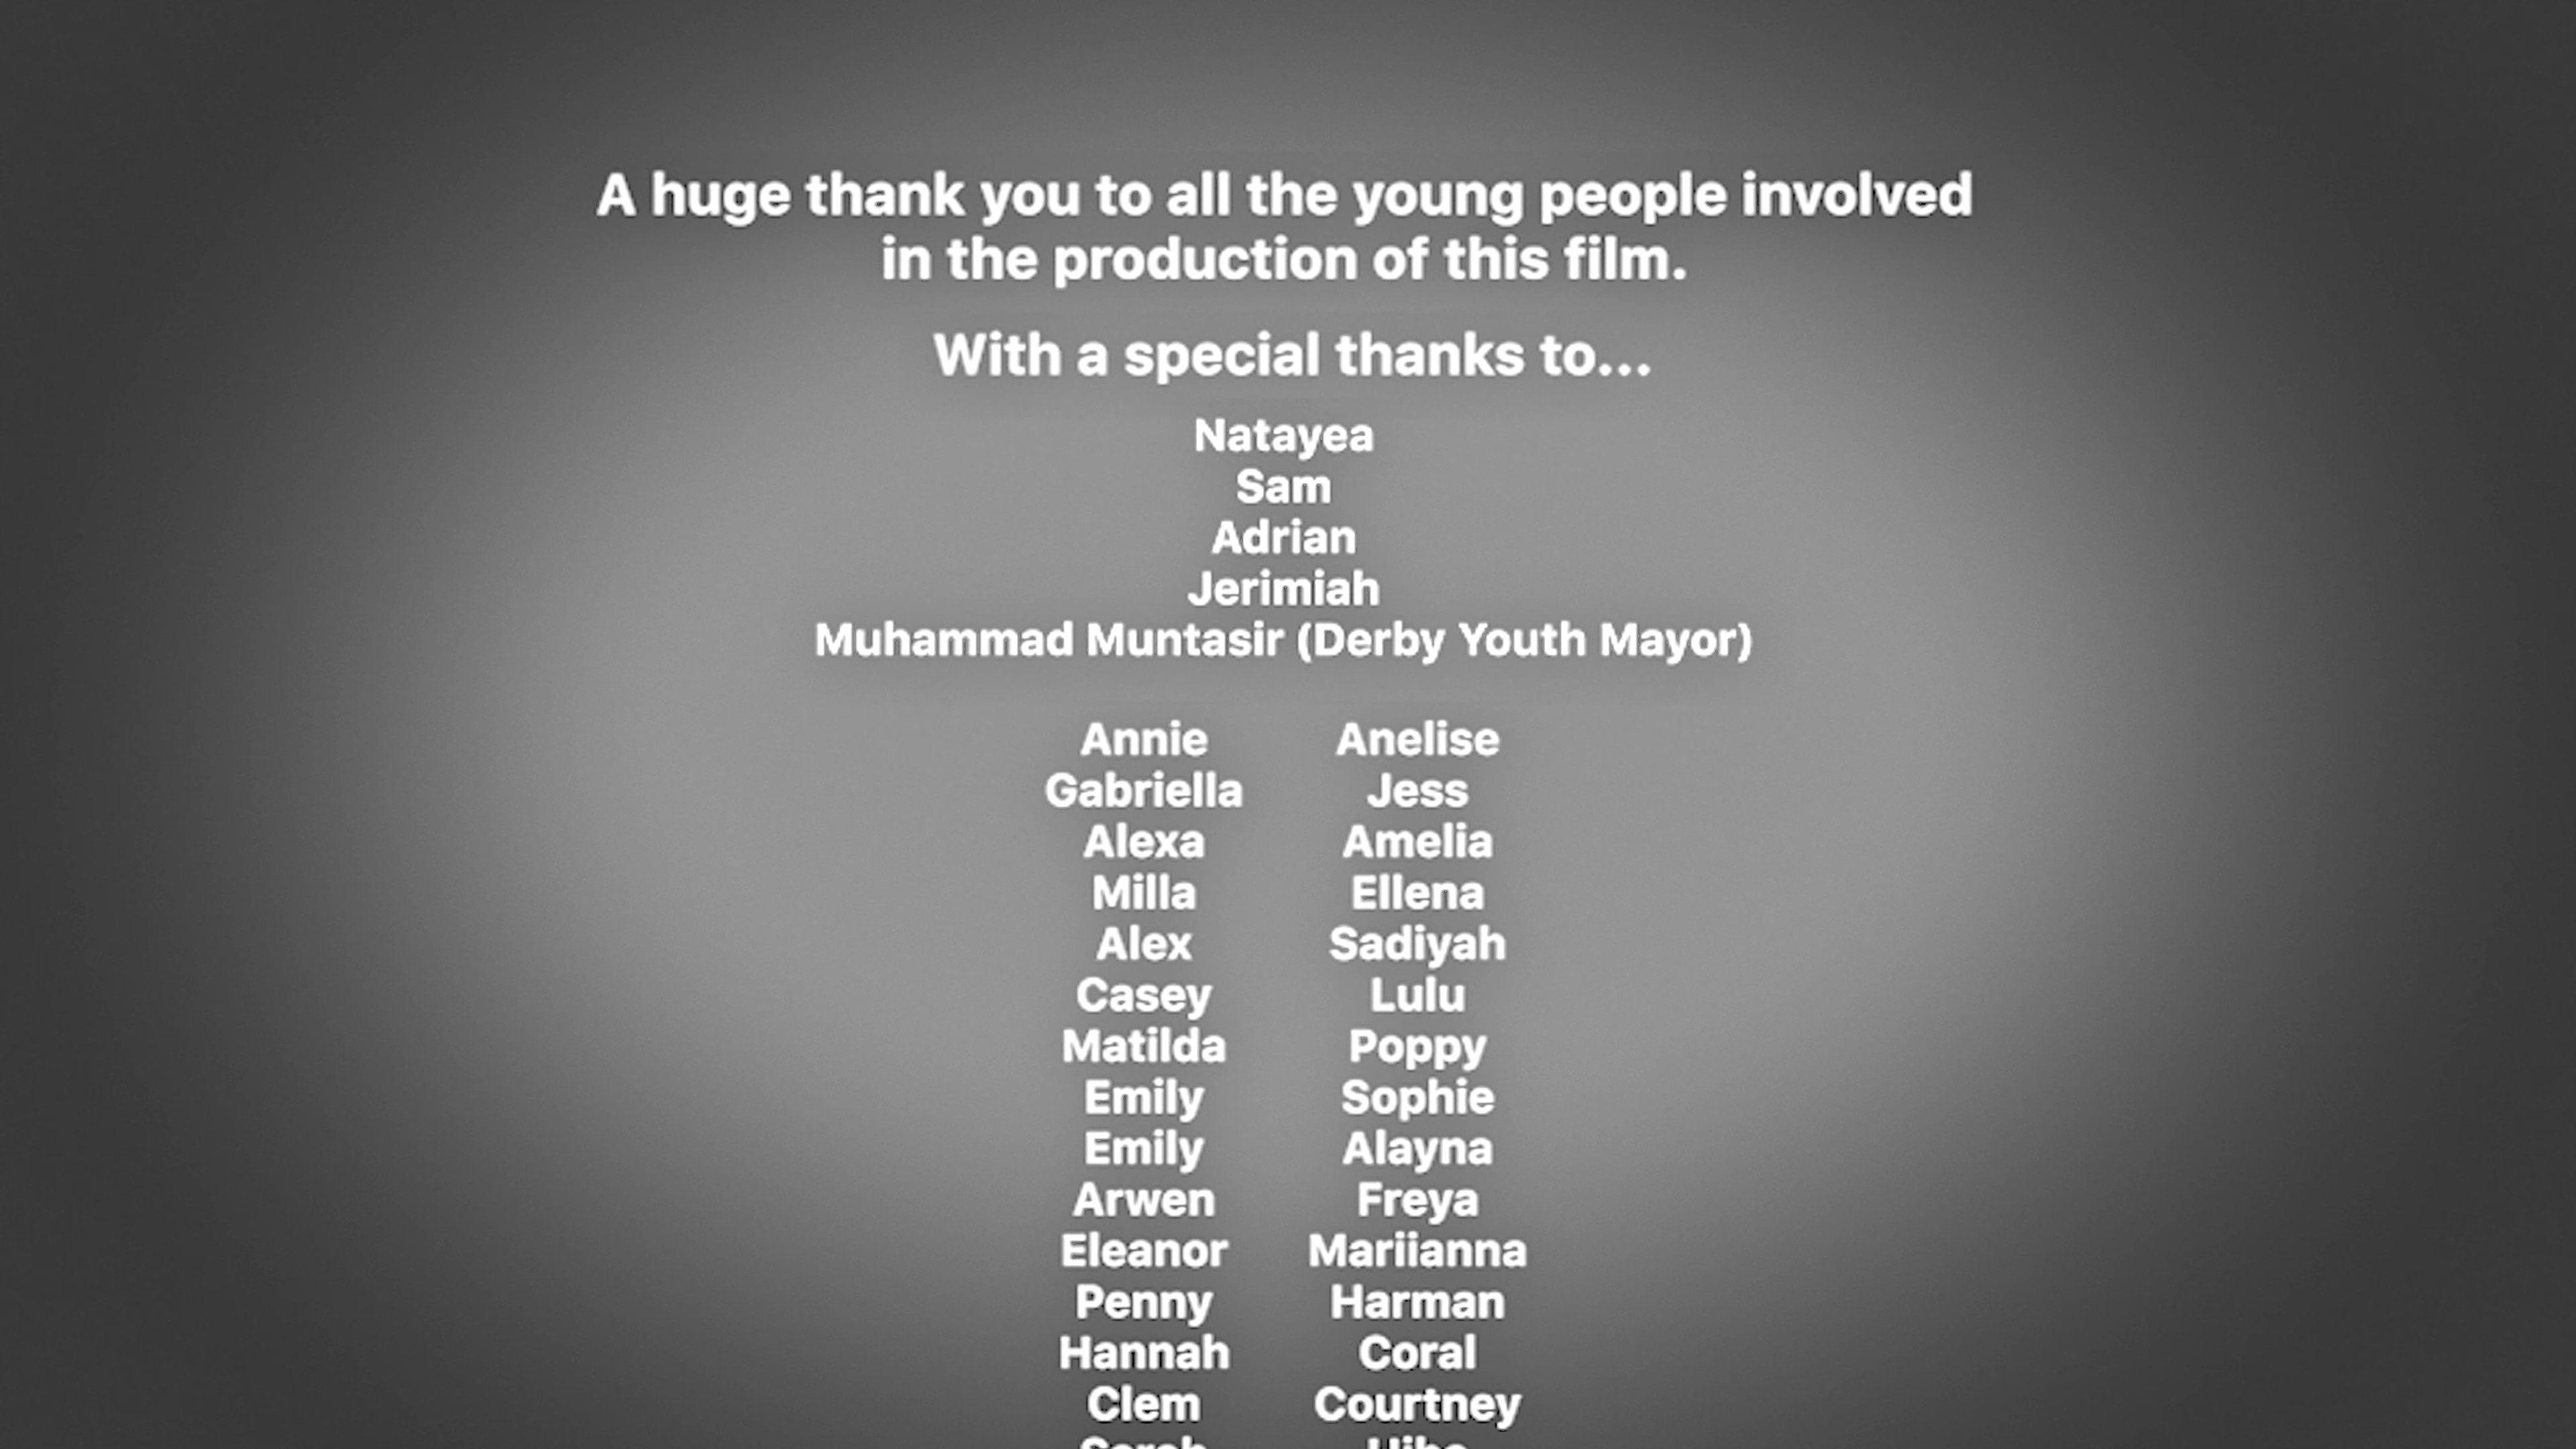 A huge thank you to all the young people involved
in the production of this film.
With a special thanks to...
Natayea
Sam
Adrian
Jerimiah
Muhammad Muntasir (Derby Youth Mayor)
Annie Anelise
Gabriella Jess
Alexa Amelia
Milla Ellena
Alex Sadiyah
Casey Lulu
Matilda Poppy
Emily Sophie
Emily Alayna
Arwen Freya
Eleanor Mariianna
Penny Harman
Hannah Coral
Clem Courtney